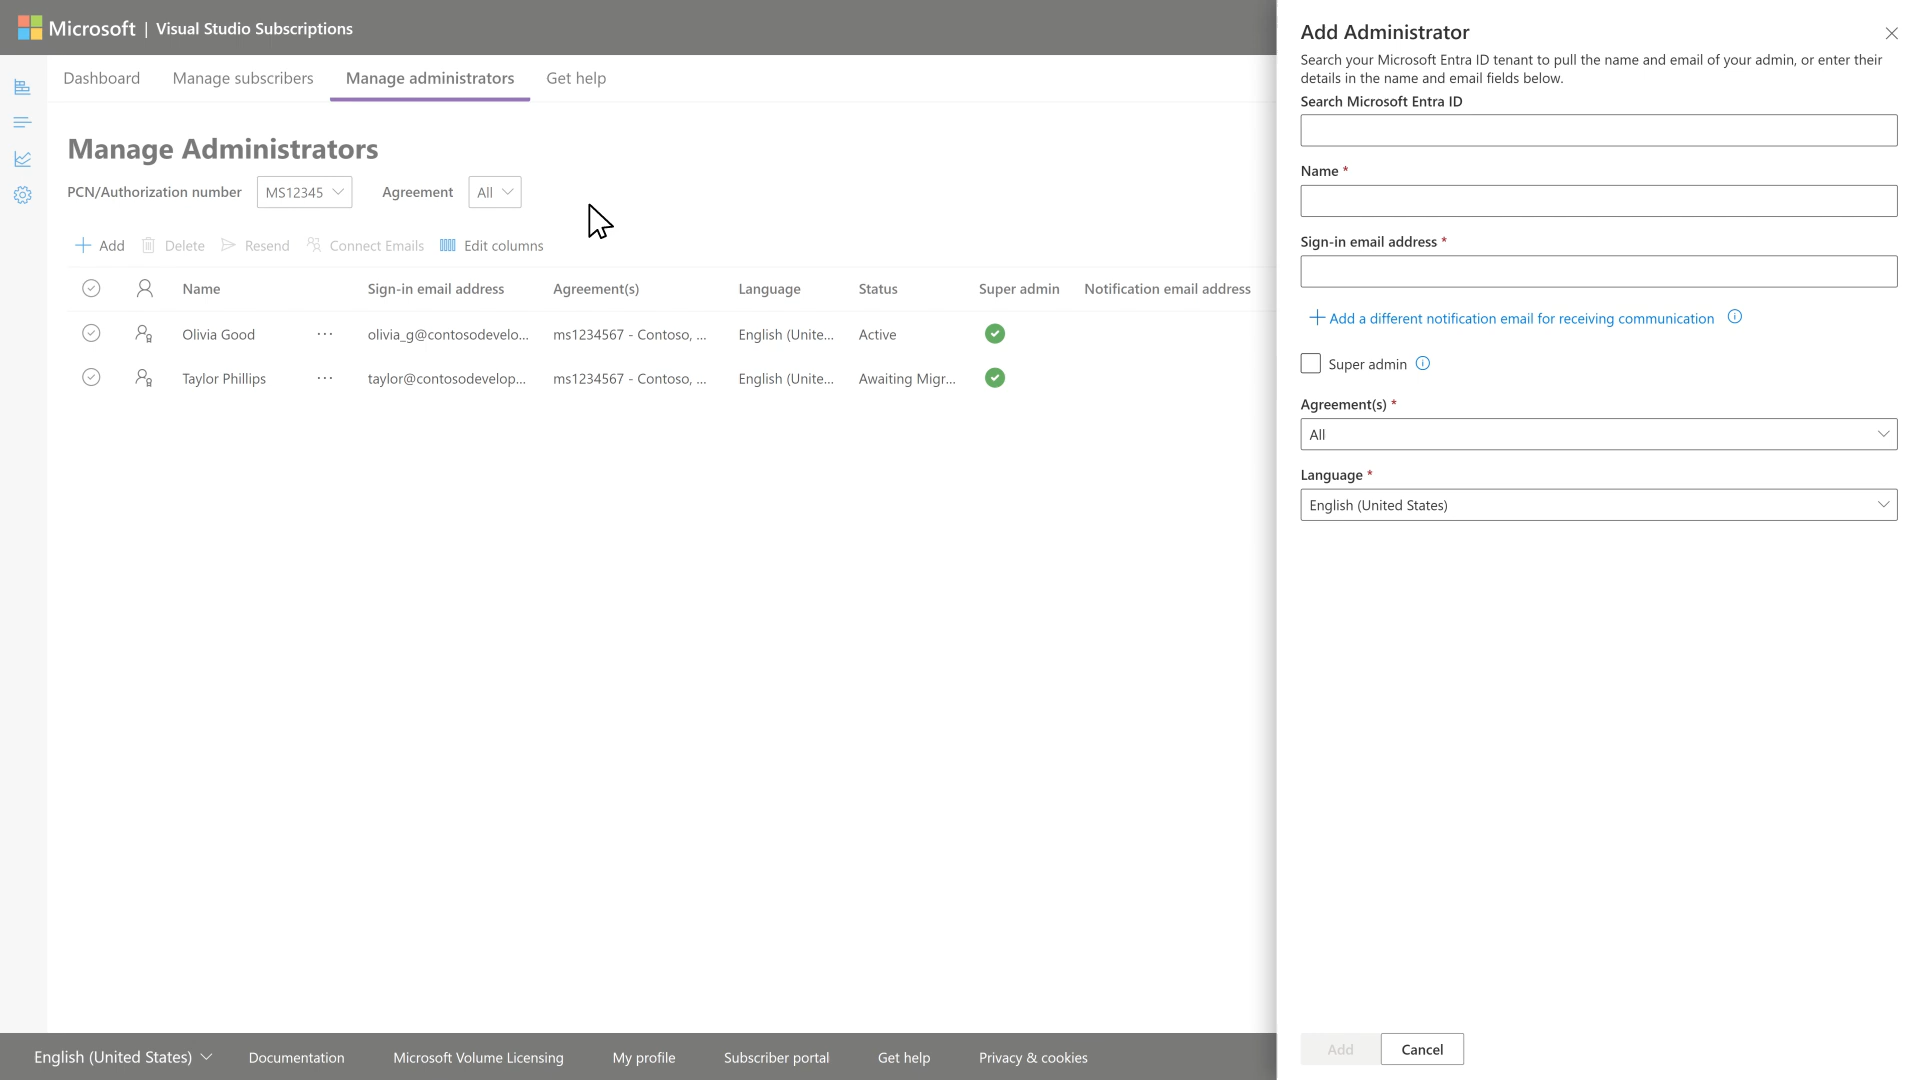 Microsoft | Visual Studio Subscriptions
Dashboard Manage subscribers Manage administrators Get help
Manage Administrators
PCN/Authorization number MS12345 Agreement All
Add Delete Resend Connect Emails Edit columns
Name Sign-in email address Agreement(s) Language Status Super admin Notification email address
Olivia Good ... olivia_g@contosodevelo... ms1234567 - Contoso, ... English (Unite... Active
Taylor Phillips ... taylor@contosodevelop... ms1234567 - Contoso, ... English (Unite... Awaiting Migr...
Add Administrator
Search your Microsoft Entra ID tenant to pull the name and email of your admin, or enter their
details in the name and email fields below.
Search Microsoft Entra ID
Name *
Sign-in email address *
Add a different notification email for receiving communication
Super admin
Agreement(s) *
All
Language *
English (United States)
Add Cancel
English (United States) Documentation Microsoft Volume Licensing My profile Subscriber portal Get help Privacy & cookies